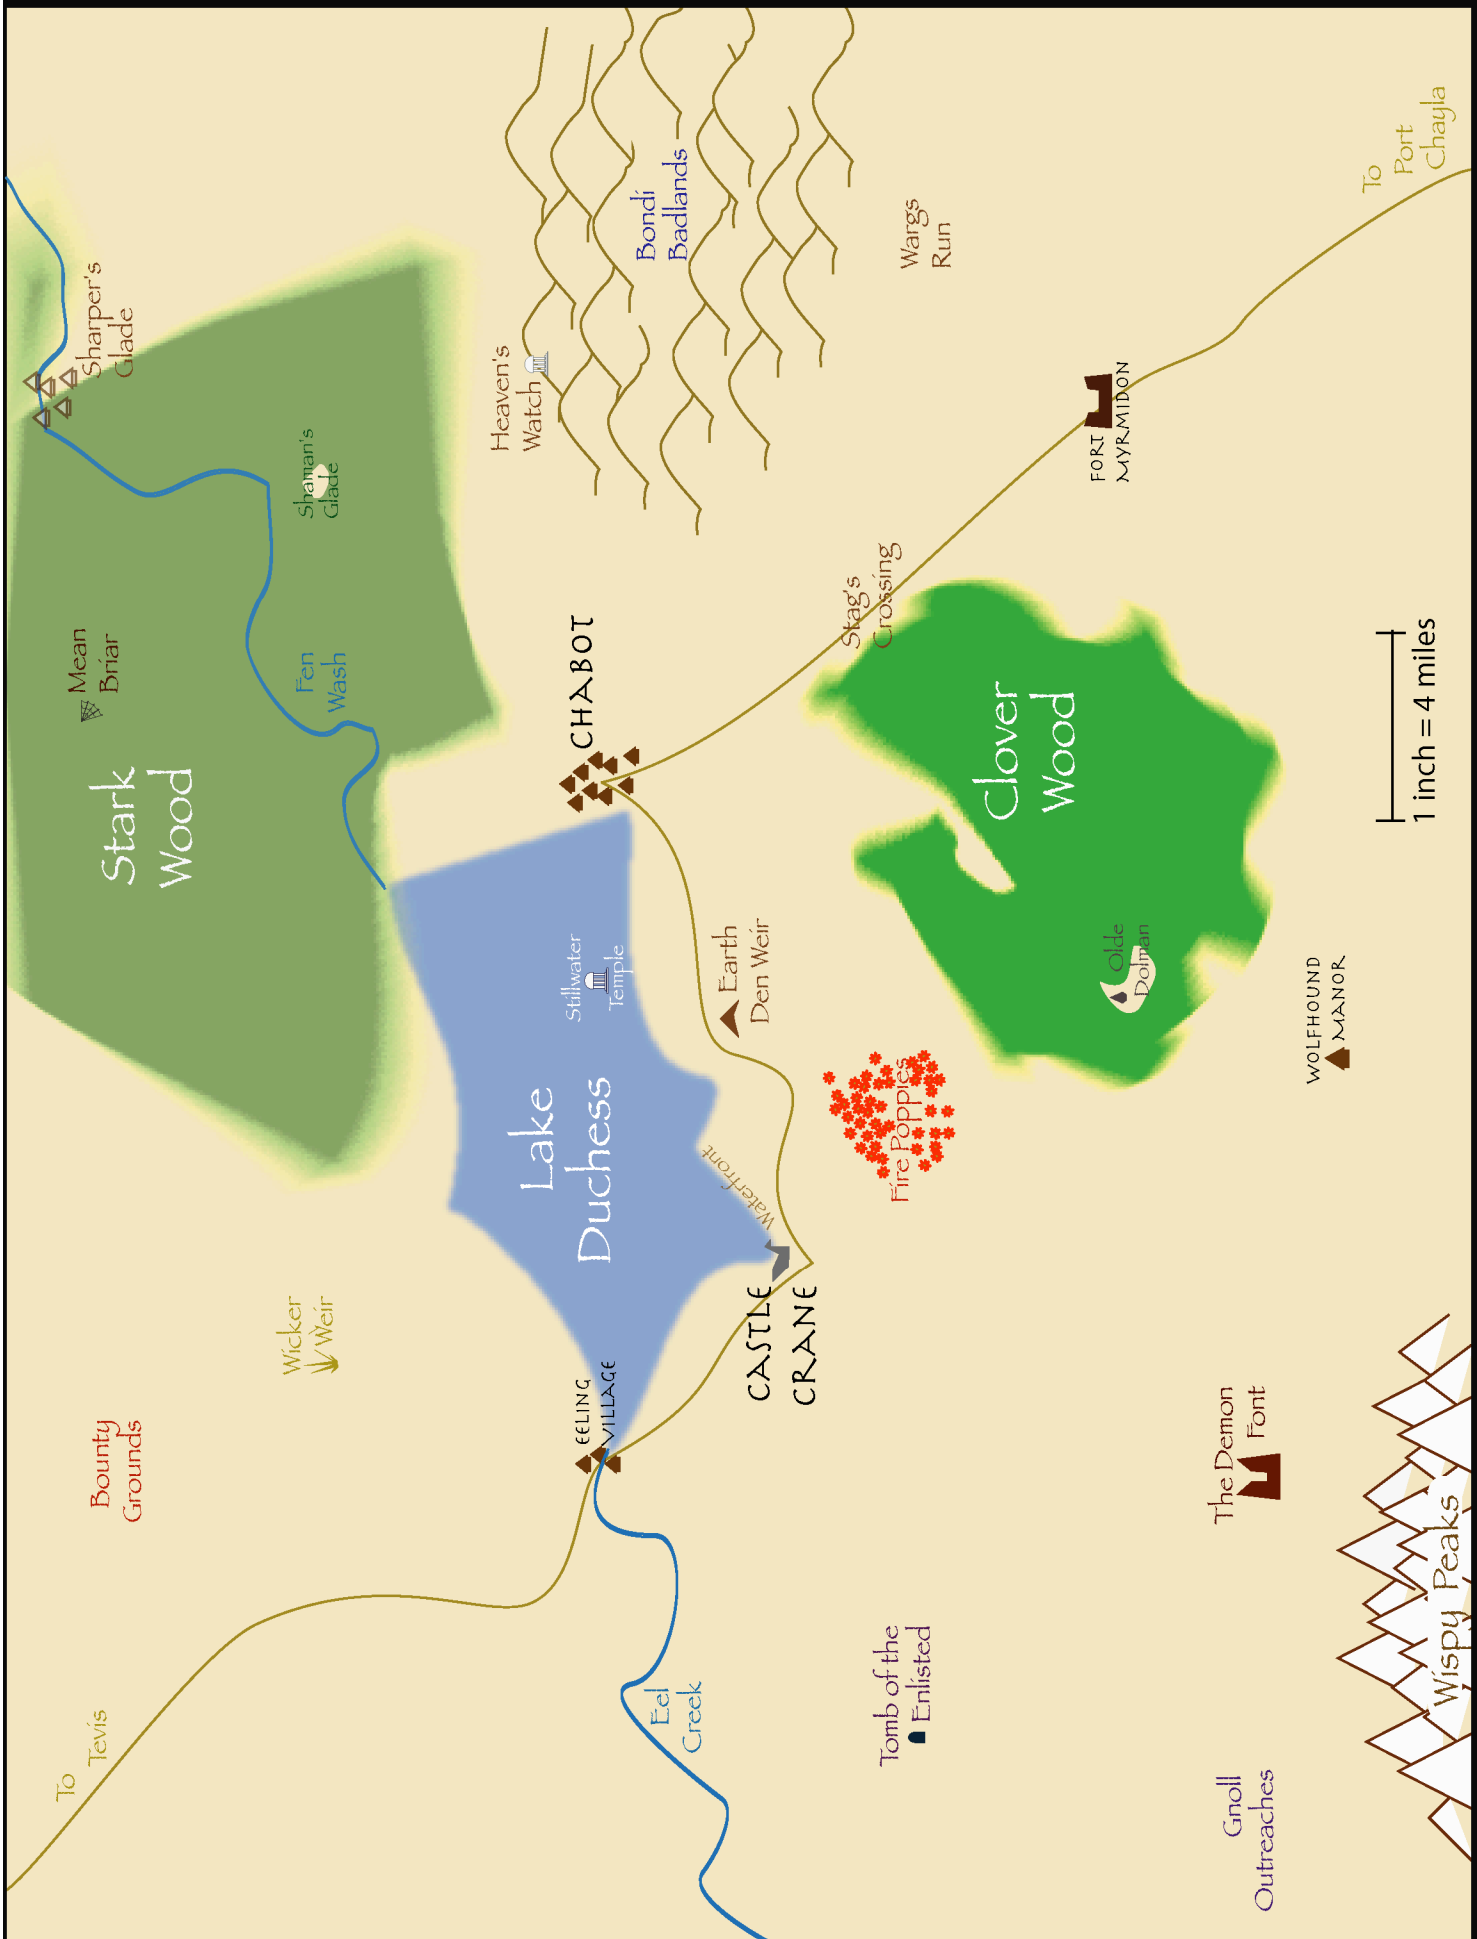 To
Tevis
Bounty
Grounds
Wicker
Weir
Stark
Wood
Mean
Briar
Fen
Wash
Shaman's
Glade
Sharper's
Glade
Eel
Creek
EELING
VILLAGE
Lake
Duchess
Stillwater
Temple
CHABOT
Heaven's
Watch
Bondi
Badlands
Waterfront
CASTLE
CRANE
Earth
Den Weir
Stag's
Crossing
Wargs
Run
Tomb of the
Enlisted
Fire Poppies
Clover
Wood
Olde
Dolman
FORT
MYRMIDON
To
Port
Chayla
Gnoll
Outreaches
The Demon
Font
WOLFHOUND
MANOR
Wispy Peaks
1 inch = 4 miles